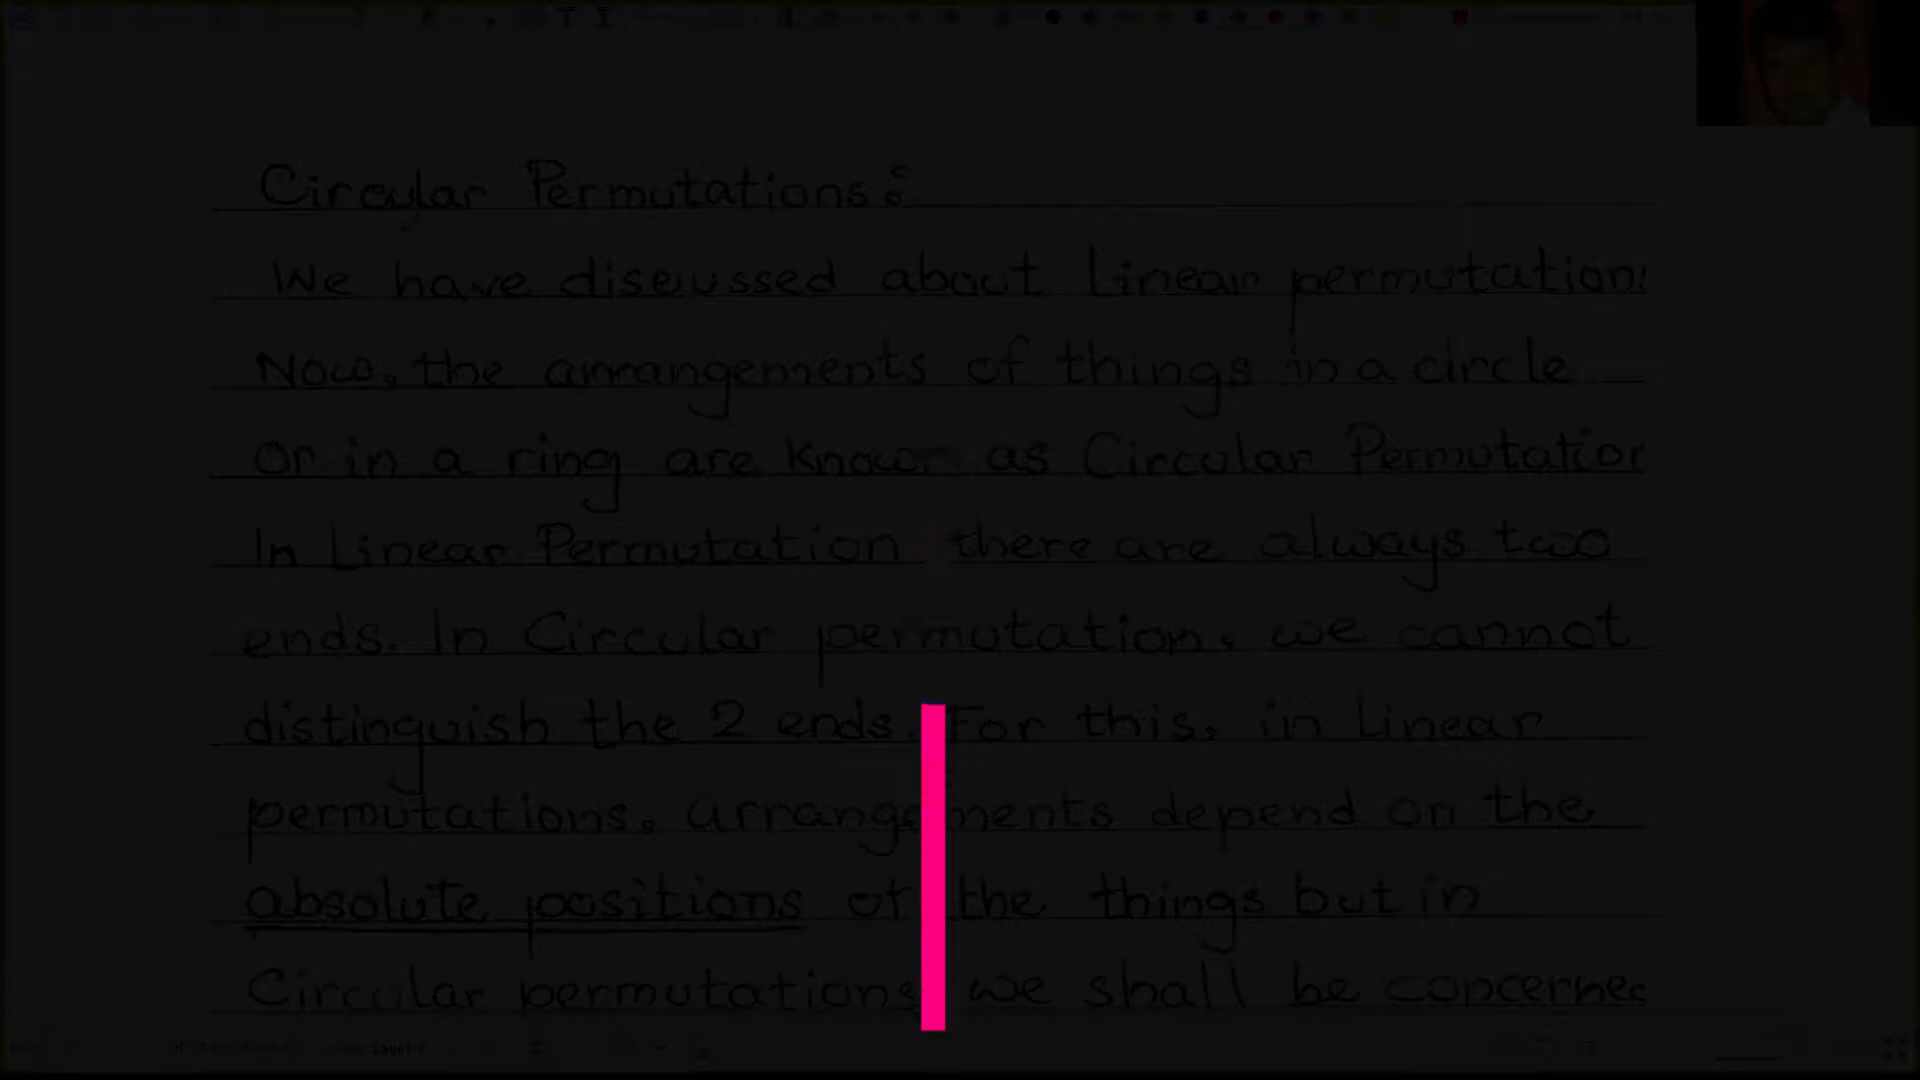 Circular Permutations:
We have discussed about linear permutations
Now, the arrangements of things in a circle
or in a ring are known as Circular Permutation
In Linear Permutation there are always two
ends. In Circular permutation, we cannot
distinguish the 2 ends. For this, in linear
permutations, arrangements depend on the
absolute positions of the things but in
Circular permutations we shall be concerned